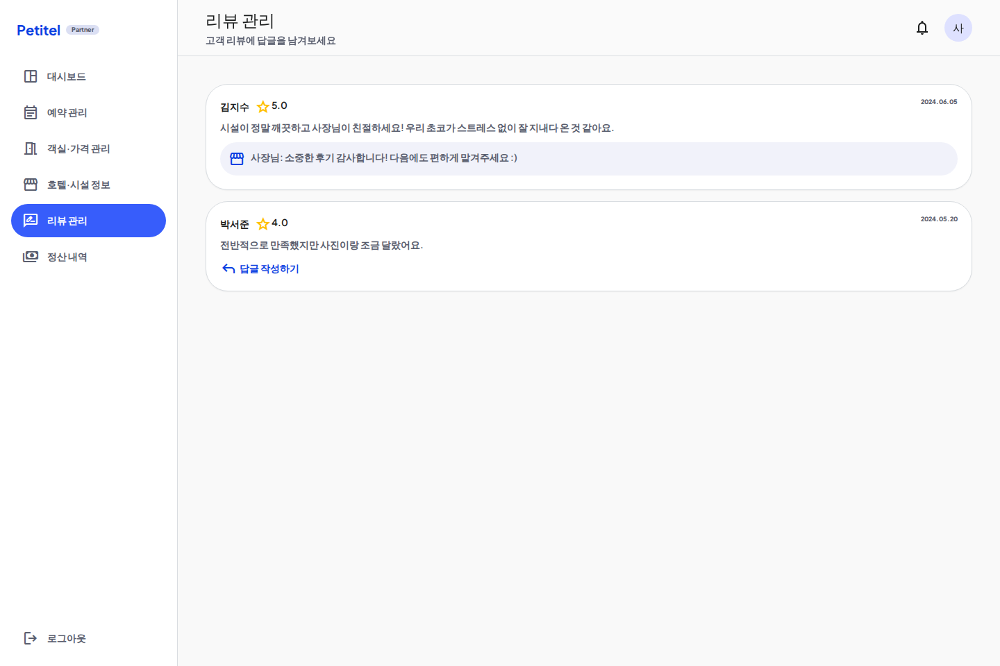 Petitel Partner
대시보드
예약 관리
객실·가격 관리
호텔·시설 정보
리뷰 관리
정산 내역
로그아웃
리뷰 관리
고객 리뷰에 답글을 남겨보세요
사
김지수 5.0
2024.06.05
시설이 정말 깨끗하고 사장님이 친절하세요! 우리 초코가 스트레스 없이 잘 지내다 온 것 같아요.
사장님: 소중한 후기 감사합니다! 다음에도 편하게 맡겨주세요 :)
박서준 4.0
2024.05.20
전반적으로 만족했지만 사진이랑 조금 달랐어요.
답글 작성하기